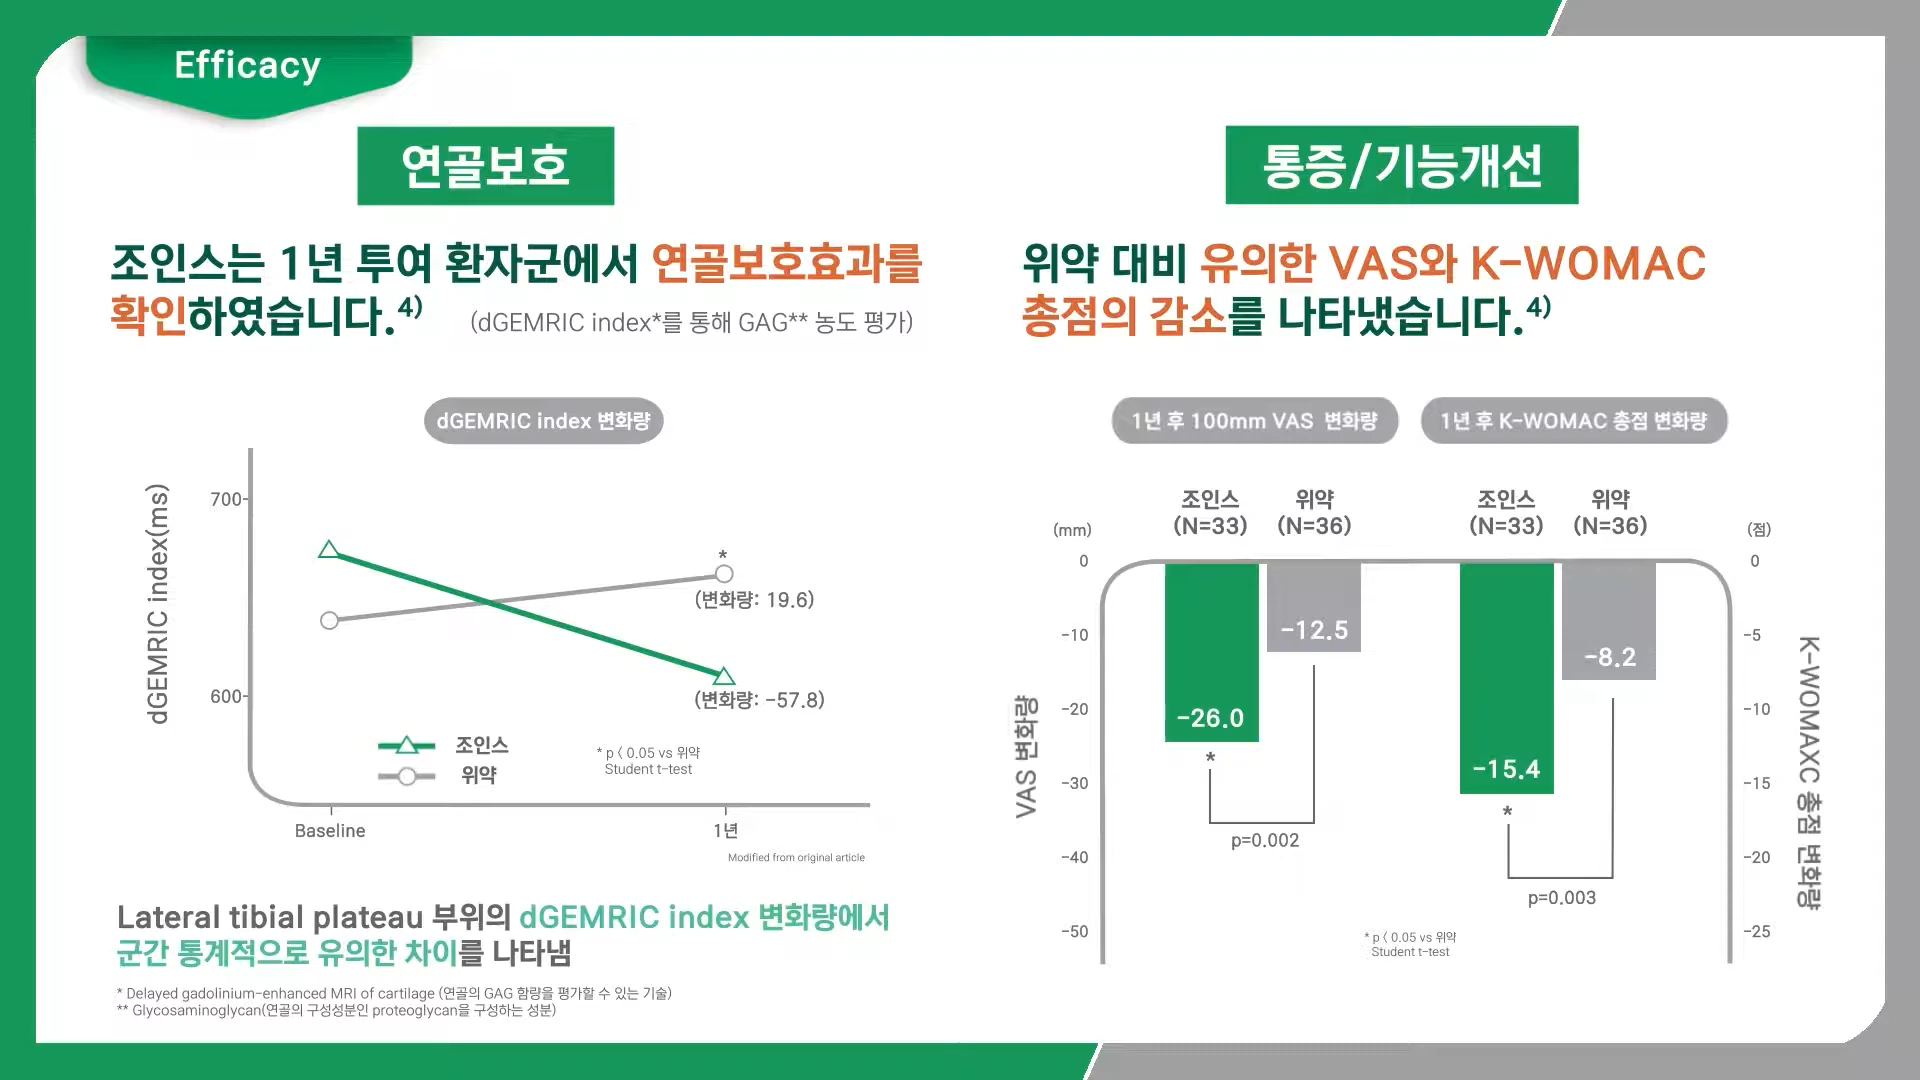 Efficacy
연골보호
조인스는 1년 투여 환자군에서 연골보호효과를
확인하였습니다.4)
(dGEMRIC index*를 통해 GAG** 농도 평가)
dGEMRIC index 변화량
dGEMRIC index(ms)
700
600
*
(변화량: 19.6)
(변화량: -57.8)
조인스
위약
* p < 0.05 vs 위약
Student t-test
Baseline
1년
Modified from original article
Lateral tibial plateau 부위의 dGEMRIC index 변화량에서
군간 통계적으로 유의한 차이를 나타냄
* Delayed gadolinium-enhanced MRI of cartilage (연골의 GAG 함량을 평가할 수 있는 기술)
** Glycosaminoglycan(연골의 구성성분인 proteoglycan을 구성하는 성분)
통증/기능개선
위약 대비 유의한 VAS와 K-WOMAC
총점의 감소를 나타냈습니다.4)
1년 후 100mm VAS 변화량
1년 후 K-WOMAC 총점 변화량
조인스
(N=33)
위약
(N=36)
조인스
(N=33)
위약
(N=36)
(mm)
0
-10
-20
-30
-40
-50
VAS 변화량
-26.0
-12.5
*
p=0.002
-15.4
-8.2
*
p=0.003
* p < 0.05 vs 위약
Student t-test
(점)
0
-5
-10
-15
-20
-25
K-WOMAXC 총점 변화량